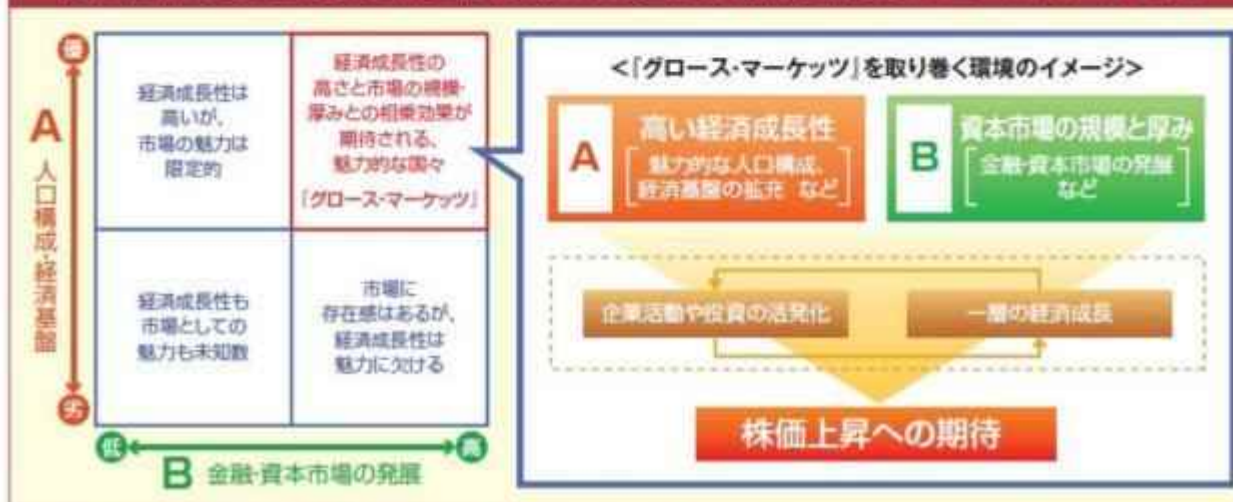 優
A
人口構成・経済基盤
劣
経済成長性は
高いが、
市場の魅力は
限定的
経済成長性の
高さと市場の規模・
厚みとの相乗効果が
期待される、
魅力的な国々
『グロース・マーケッツ』
経済成長性も
市場としての
魅力も未知数
市場に
存在感はあるが、
経済成長性は
魅力に欠ける
低
高
B 金融・資本市場の発展
<『グロース・マーケッツ』を取り巻く環境のイメージ>
A
高い経済成長性
魅力的な人口構成、
経済基盤の拡充 など
B
資本市場の規模と厚み
金融・資本市場の発展
など
企業活動や投資の活発化
一層の経済成長
株価上昇への期待